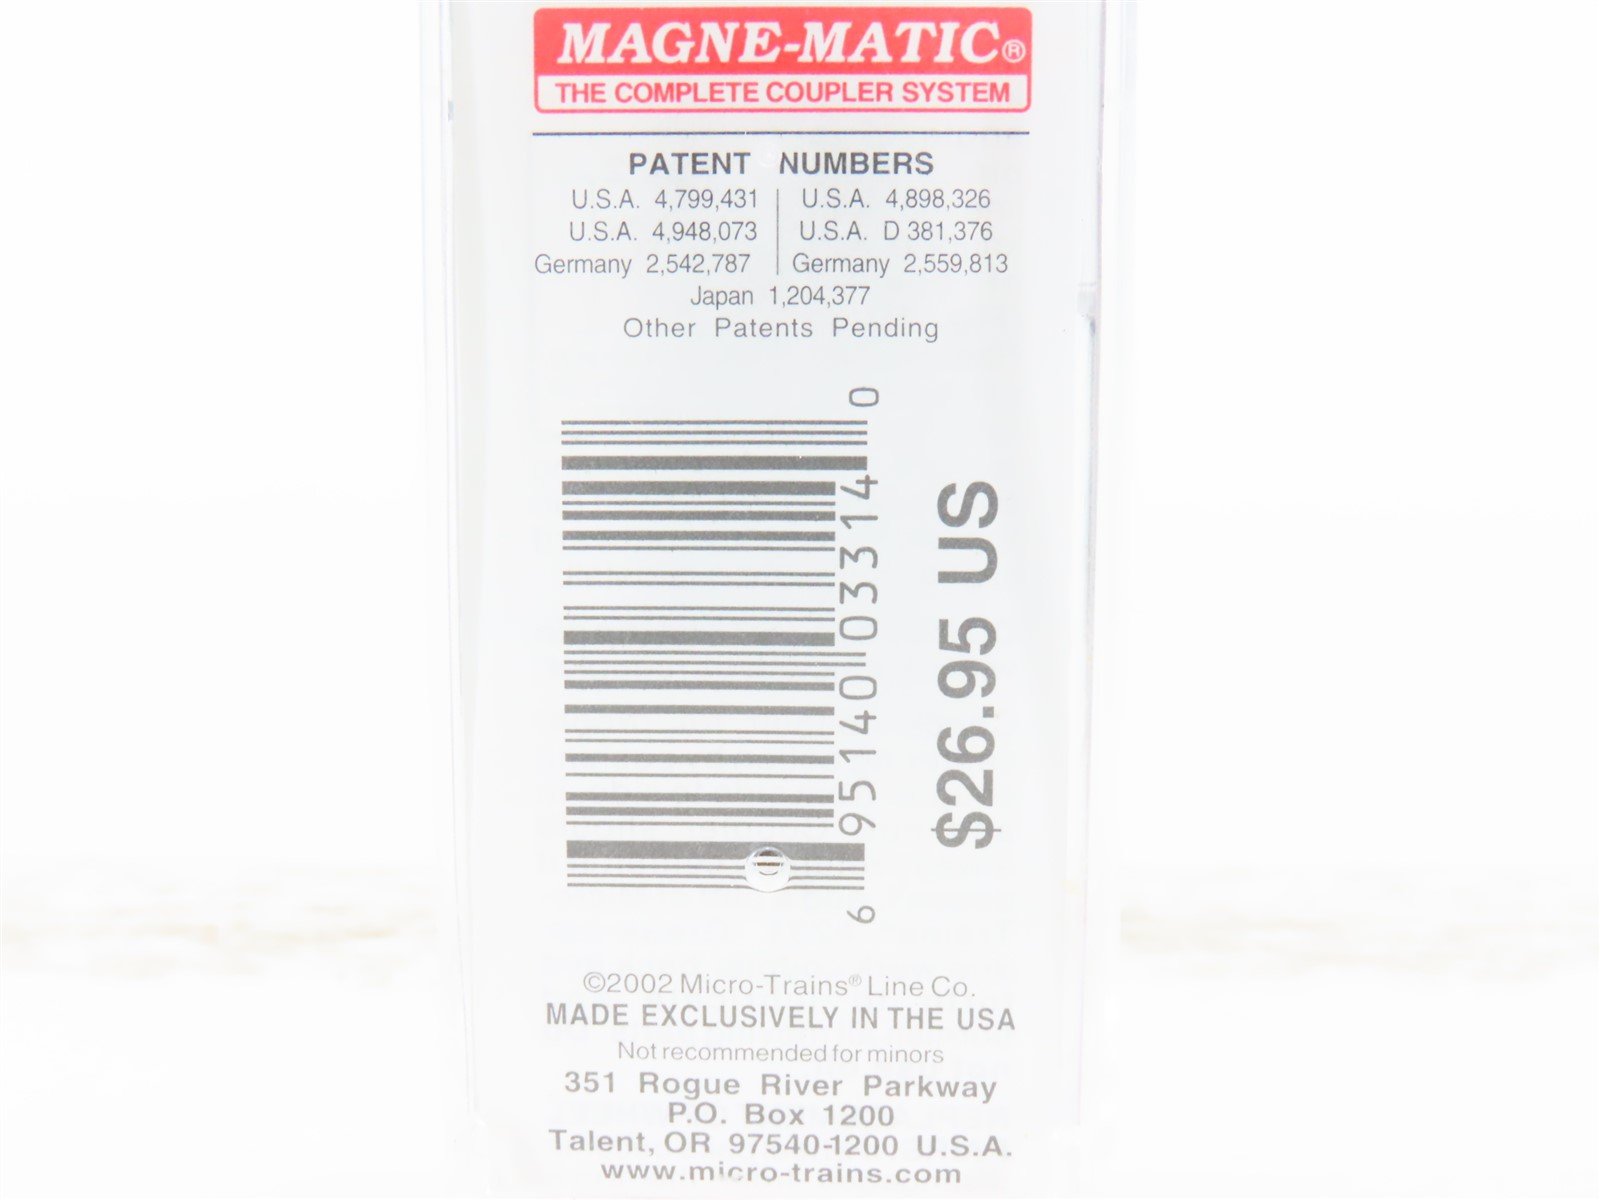 MAGNE-MATIC®
THE COMPLETE COUPLER SYSTEM
PATENT NUMBERS
U.S.A. 4,799,431 | U.S.A. 4,898,326
U.S.A. 4,948,073 | U.S.A. D 381,376
Germany 2,542,787 | Germany 2,559,813
Japan 1,204,377
Other Patents Pending
6 95140 03314 0
$26.95 US
©2002 Micro-Trains® Line Co.
MADE EXCLUSIVELY IN THE USA
Not recommended for minors
351 Rogue River Parkway
P.O. Box 1200
Talent, OR 97540-1200 U.S.A.
www.micro-trains.com